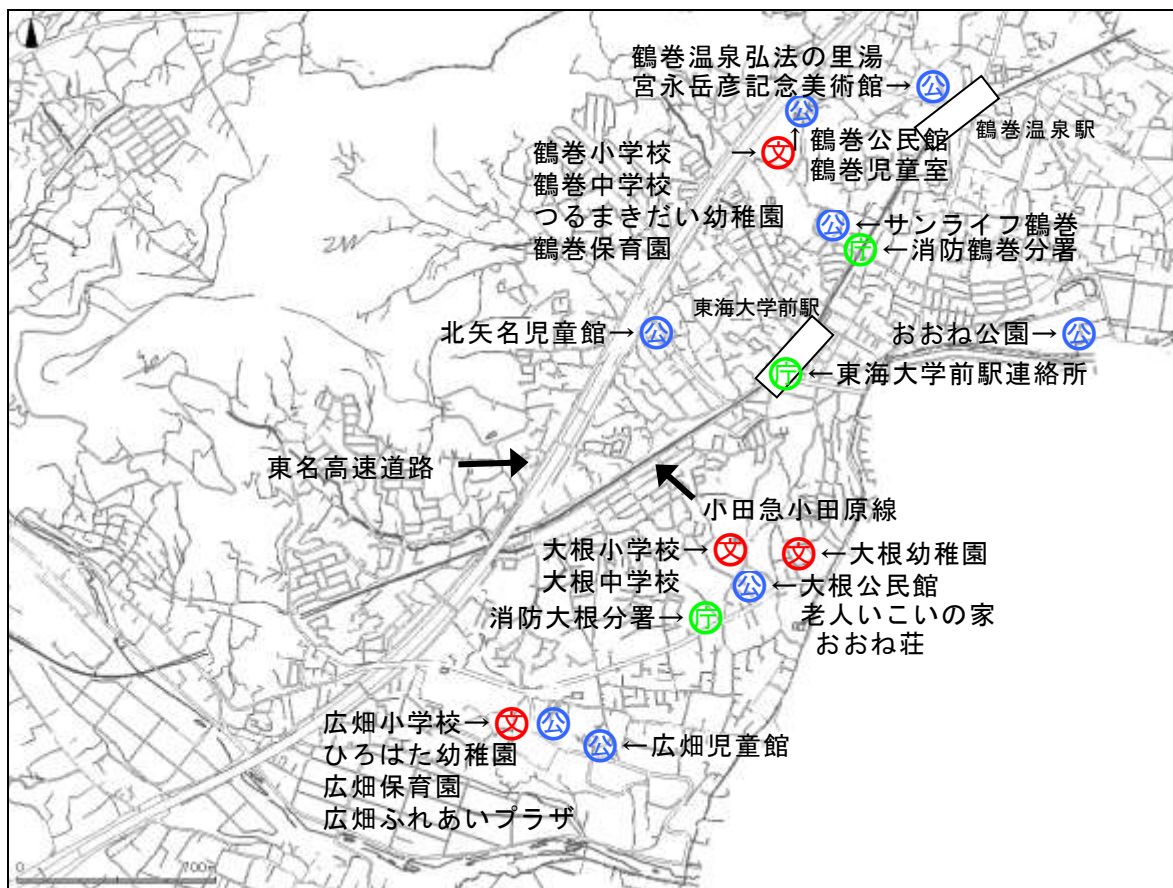 鶴巻温泉弘法の里湯
宮永岳彦記念美術館→
公
鶴巻温泉駅
公
↑
鶴巻公民館
鶴巻児童室
鶴巻小学校 →
文
鶴巻中学校
つるまきだい幼稚園
鶴巻保育園
公
←サンライフ鶴巻
庁
←消防鶴巻分署
東海大学前駅
北矢名児童館→
公
おおね公園→
公
庁
←東海大学前駅連絡所
東名高速道路
小田急小田原線
大根小学校→
文
大根中学校
文
←大根幼稚園
公
←大根公民館
老人いこいの家
おおね荘
消防大根分署→
庁
広畑小学校→
文
公
ひろはた幼稚園
広畑保育園
広畑ふれあいプラザ
公
←広畑児童館
0 700m